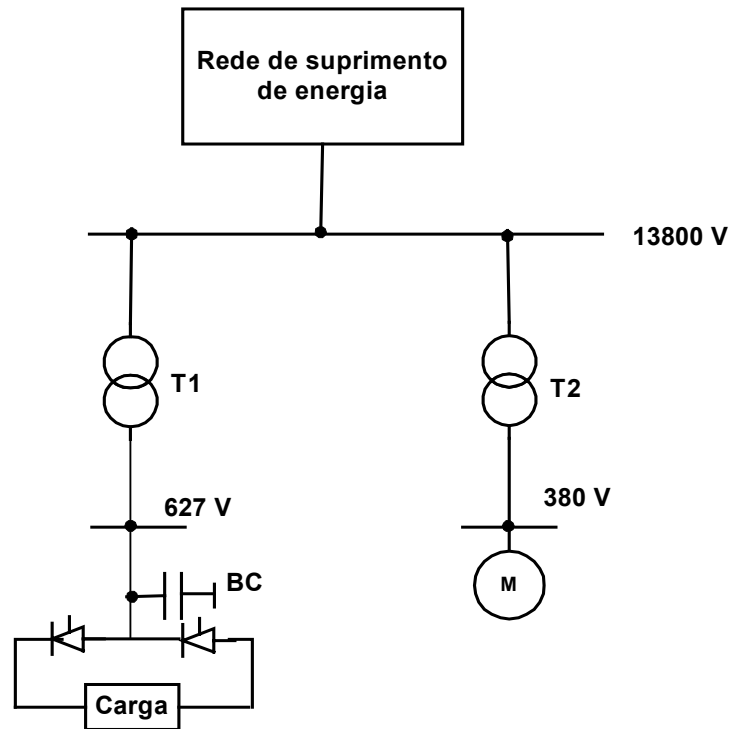 Rede de suprimento
de energia
13800 V
T1
T2
627 V
380 V
BC
M
Carga